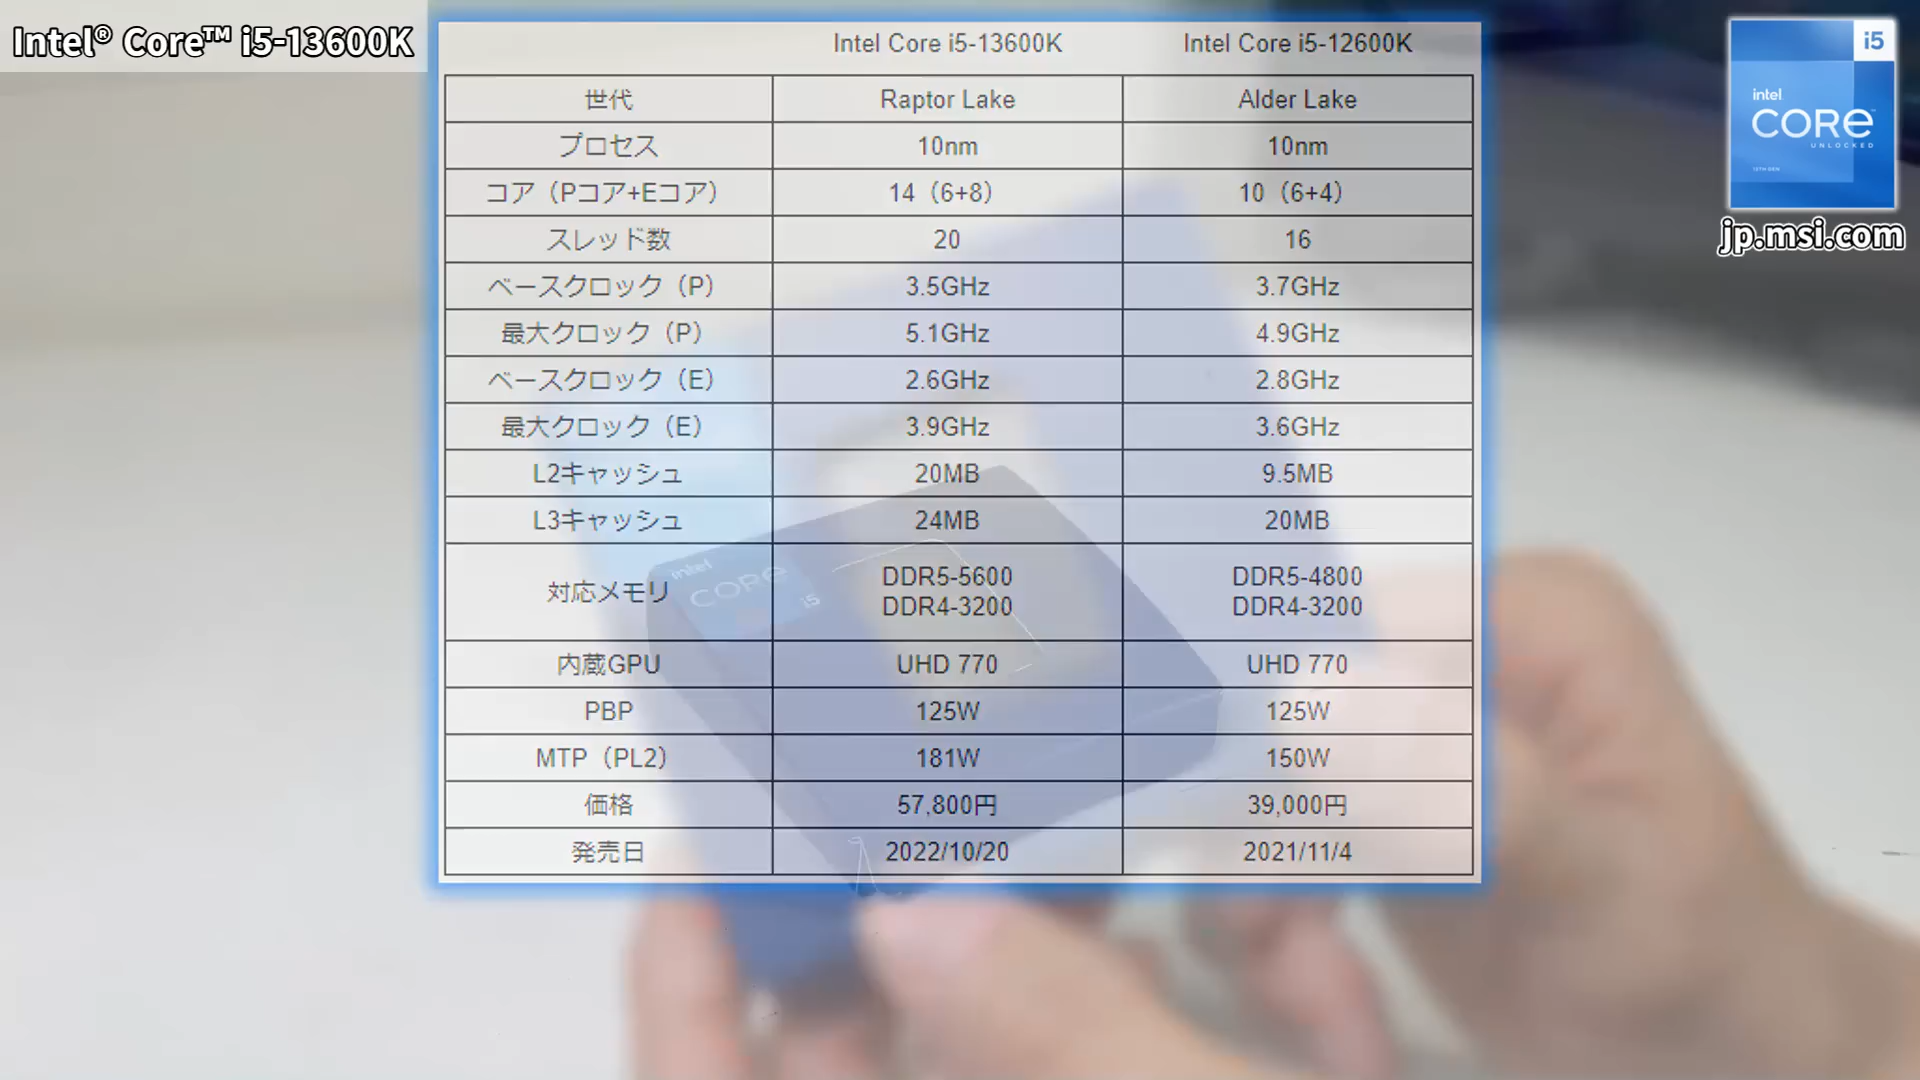 Intel® Core™ i5-13600K
Intel Core i5-13600K Intel Core i5-12600K
世代 Raptor Lake Alder Lake
プロセス 10nm 10nm
コア（Pコア+Eコア） 14（6+8） 10（6+4）
スレッド数 20 16
ベースクロック（P） 3.5GHz 3.7GHz
最大クロック（P） 5.1GHz 4.9GHz
ベースクロック（E） 2.6GHz 2.8GHz
最大クロック（E） 3.9GHz 3.6GHz
L2キャッシュ 20MB 9.5MB
L3キャッシュ 24MB 20MB
対応メモリ DDR5-5600 DDR5-4800
DDR4-3200 DDR4-3200
内蔵GPU UHD 770 UHD 770
PBP 125W 125W
MTP（PL2） 181W 150W
価格 57,800円 39,000円
発売日 2022/10/20 2021/11/4
i5
intel
CORE™
UNLOCKED
13TH GEN
jp.msi.com
intel
CORE
i5